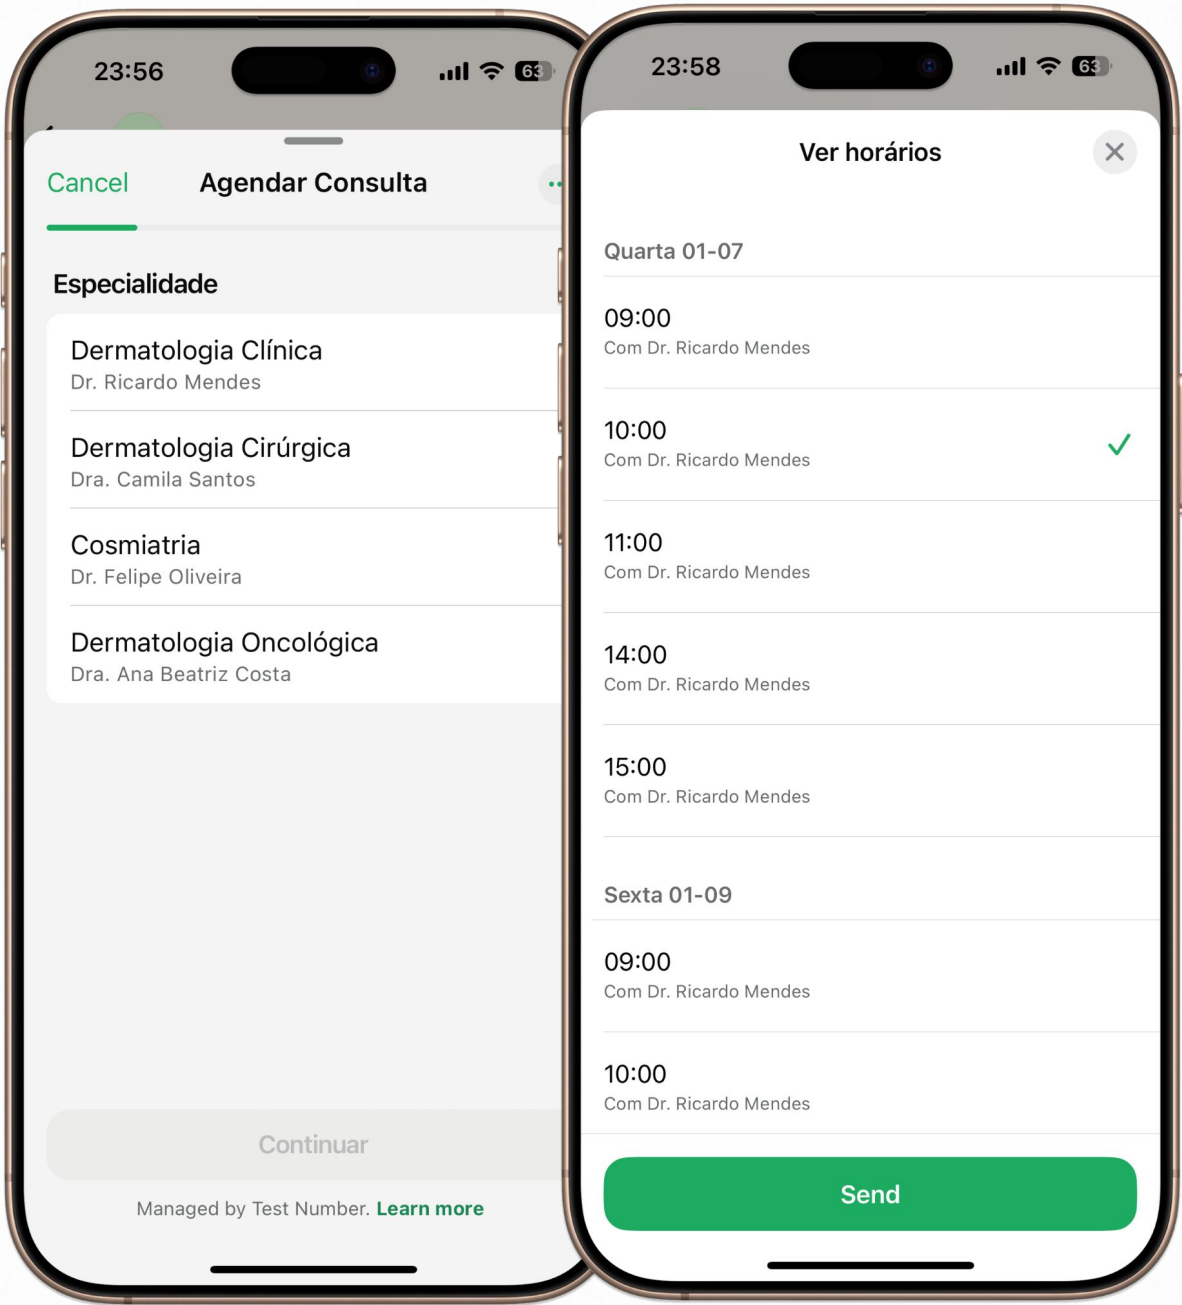 23:56
63
Cancel
Agendar Consulta
Especialidade
Dermatologia Clínica
Dr. Ricardo Mendes
Dermatologia Cirúrgica
Dra. Camila Santos
Cosmiatria
Dr. Felipe Oliveira
Dermatologia Oncológica
Dra. Ana Beatriz Costa
Continuar
Managed by Test Number. Learn more
23:58
63
Ver horários
Quarta 01-07
09:00
Com Dr. Ricardo Mendes
10:00
Com Dr. Ricardo Mendes
11:00
Com Dr. Ricardo Mendes
14:00
Com Dr. Ricardo Mendes
15:00
Com Dr. Ricardo Mendes
Sexta 01-09
09:00
Com Dr. Ricardo Mendes
10:00
Com Dr. Ricardo Mendes
Send